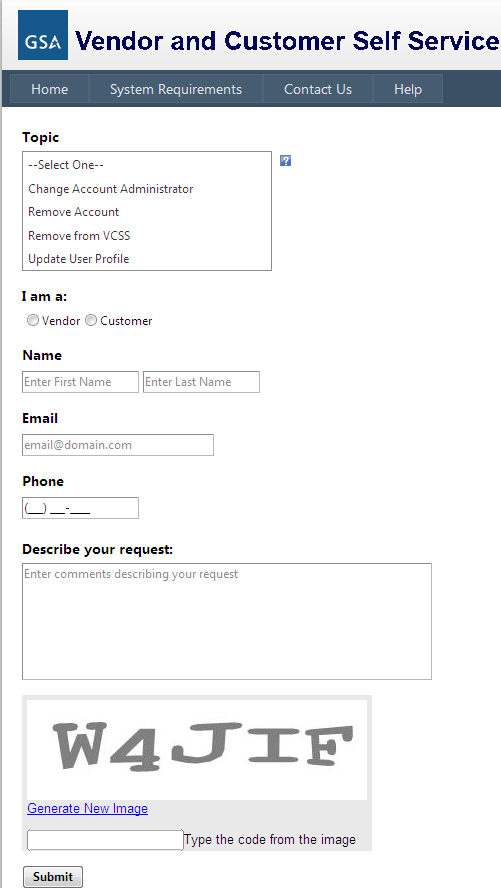 GSA
Vendor and Customer Self Service
Home System Requirements Contact Us Help
Topic
--Select One-- ?
Change Account Administrator
Remove Account
Remove from VCSS
Update User Profile
I am a:
Vendor Customer
Name
Enter First Name Enter Last Name
Email
email@domain.com
Phone
(___) ___-____
Describe your request:
Enter comments describing your request
W4JIF
Generate New Image
Type the code from the image
Submit